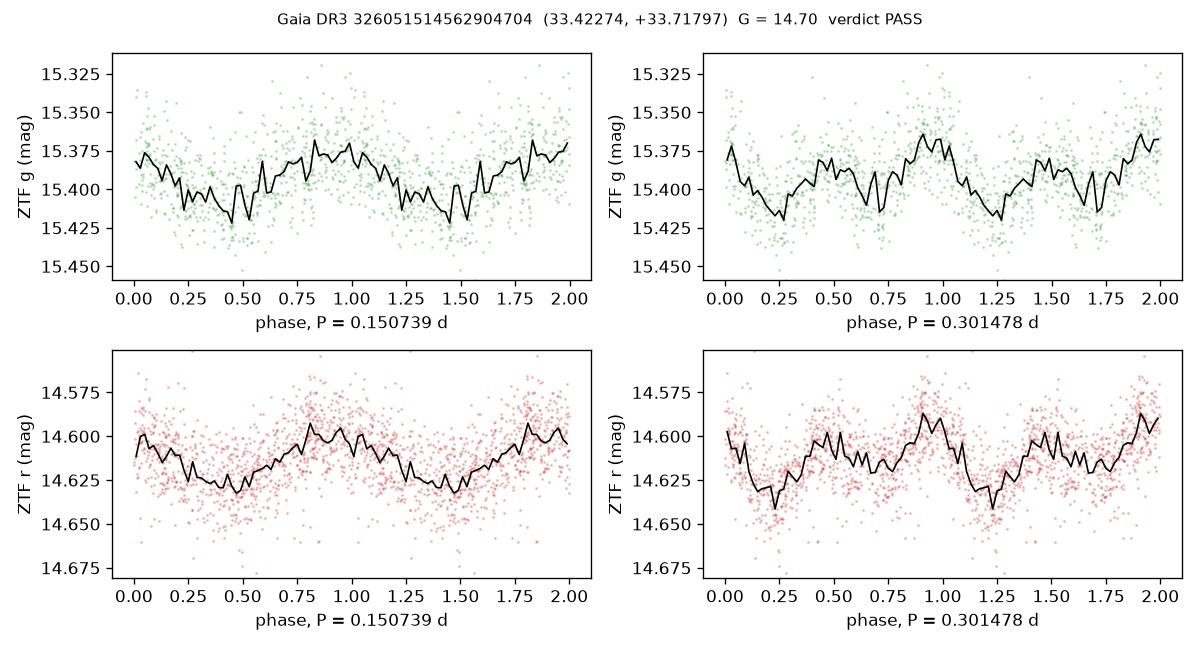 Gaia DR3 326051514562904704 (33.42274, +33.71797) G = 14.70 verdict PASS
ZTF g (mag)
15.325
15.350
15.375
15.400
15.425
15.450
0.00 0.25 0.50 0.75 1.00 1.25 1.50 1.75 2.00
phase, P = 0.150739 d
ZTF g (mag)
15.325
15.350
15.375
15.400
15.425
15.450
0.00 0.25 0.50 0.75 1.00 1.25 1.50 1.75 2.00
phase, P = 0.301478 d
ZTF r (mag)
14.575
14.600
14.625
14.650
14.675
0.00 0.25 0.50 0.75 1.00 1.25 1.50 1.75 2.00
phase, P = 0.150739 d
ZTF r (mag)
14.575
14.600
14.625
14.650
14.675
0.00 0.25 0.50 0.75 1.00 1.25 1.50 1.75 2.00
phase, P = 0.301478 d